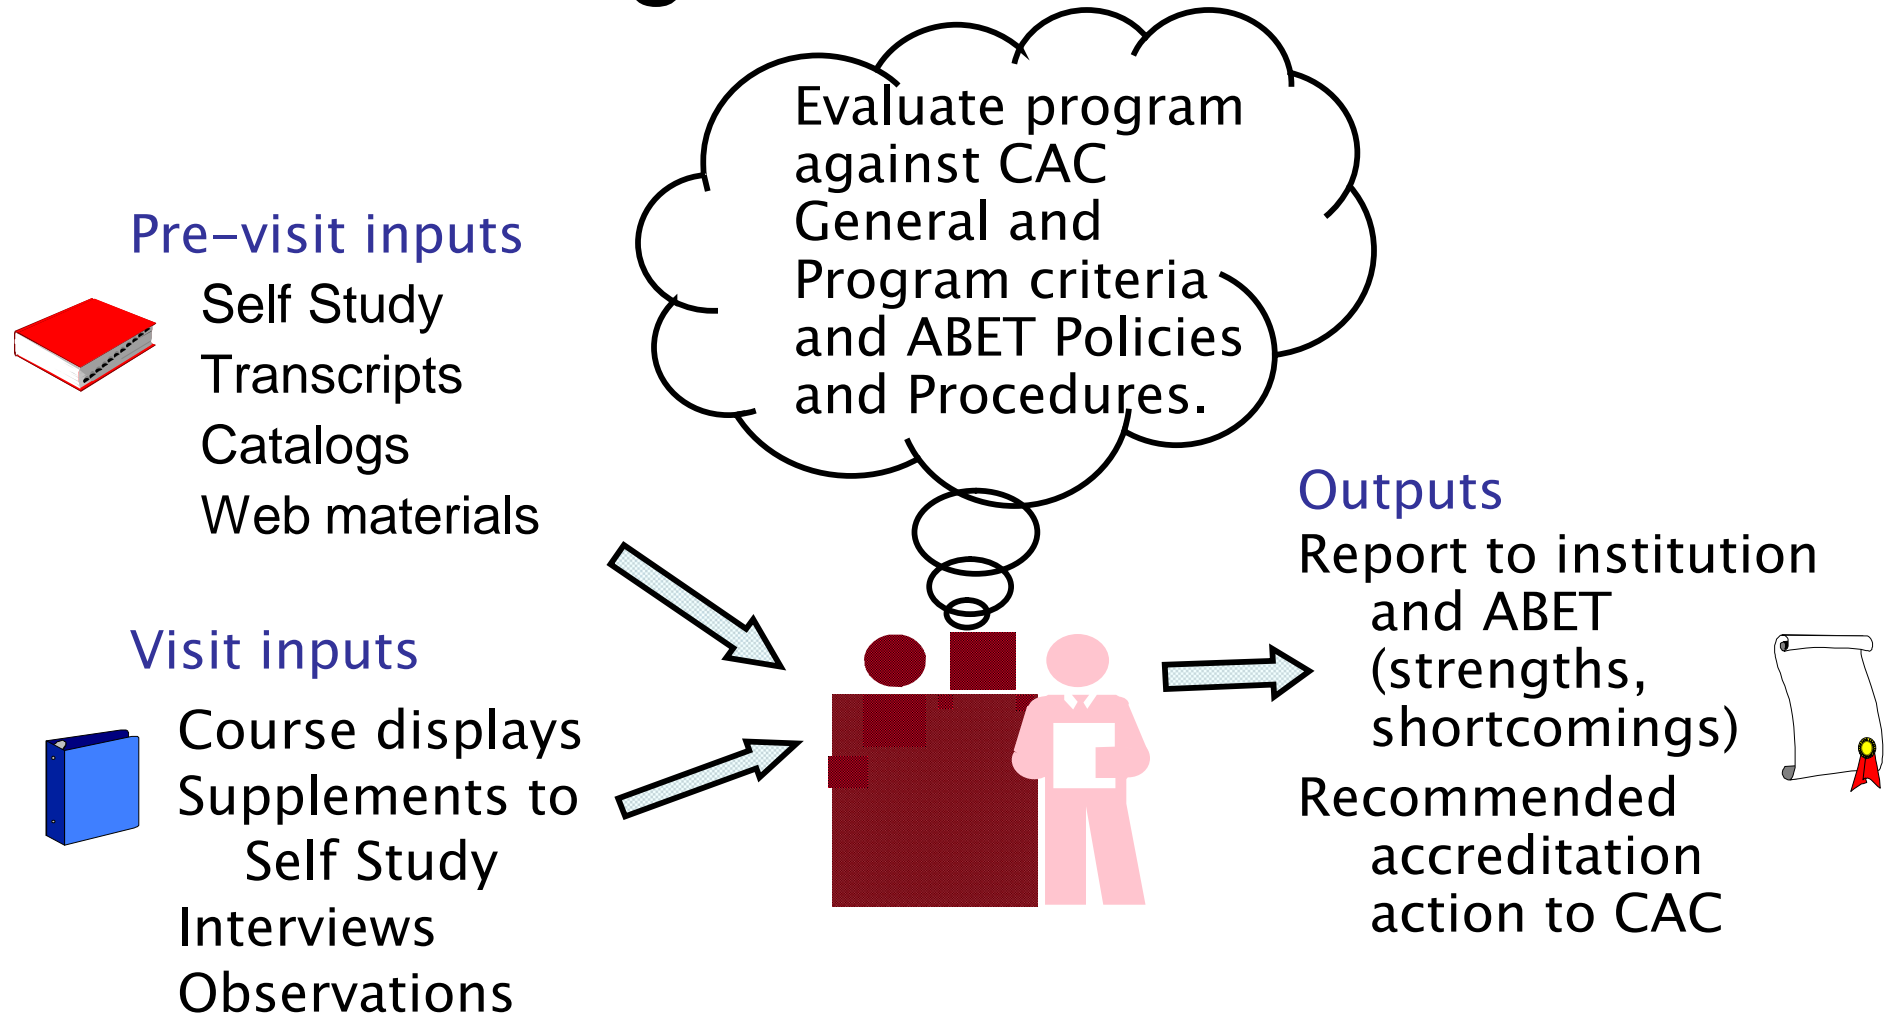 Evaluate program
against CAC
General and
Program criteria
and ABET Policies
and Procedures.
Pre-visit inputs
Self Study
Transcripts
Catalogs
Web materials
Visit inputs
Course displays
Supplements to
Self Study
Interviews
Observations
Outputs
Report to institution
and ABET
(strengths,
shortcomings)
Recommended
accreditation
action to CAC